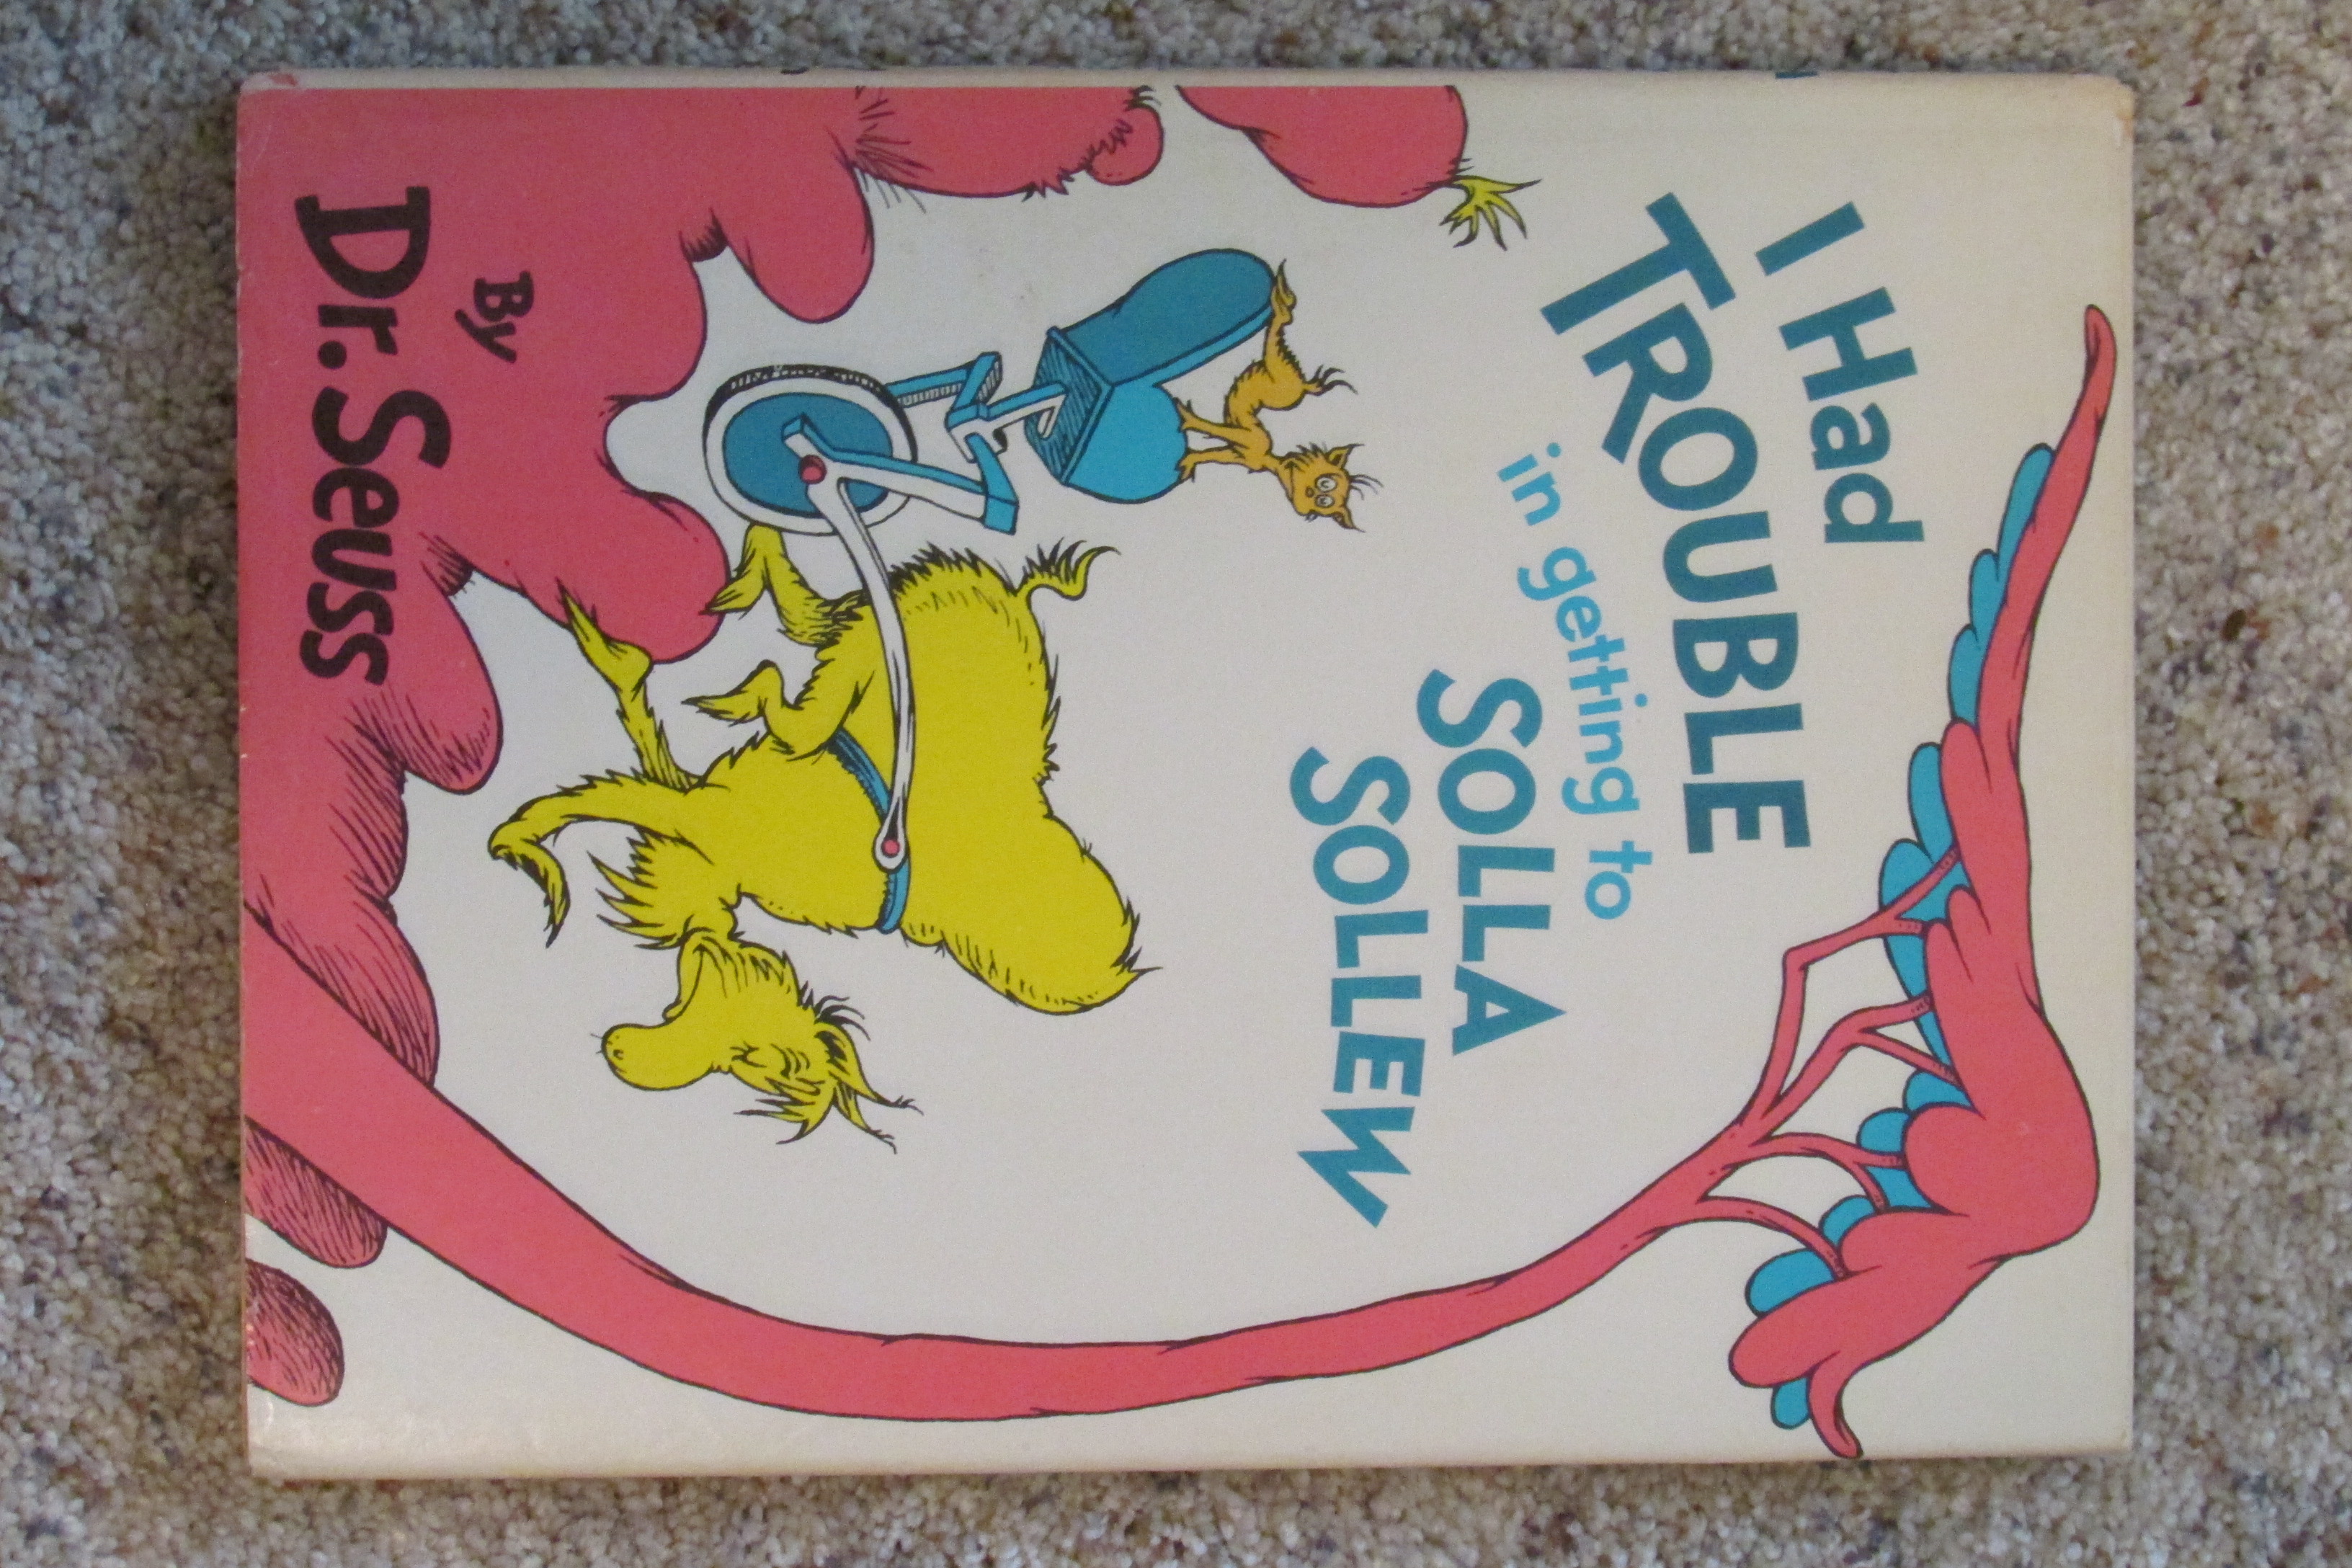 I Had
TROUBLE
in getting to
SOLLA
SOLLEW
By
Dr. Seuss